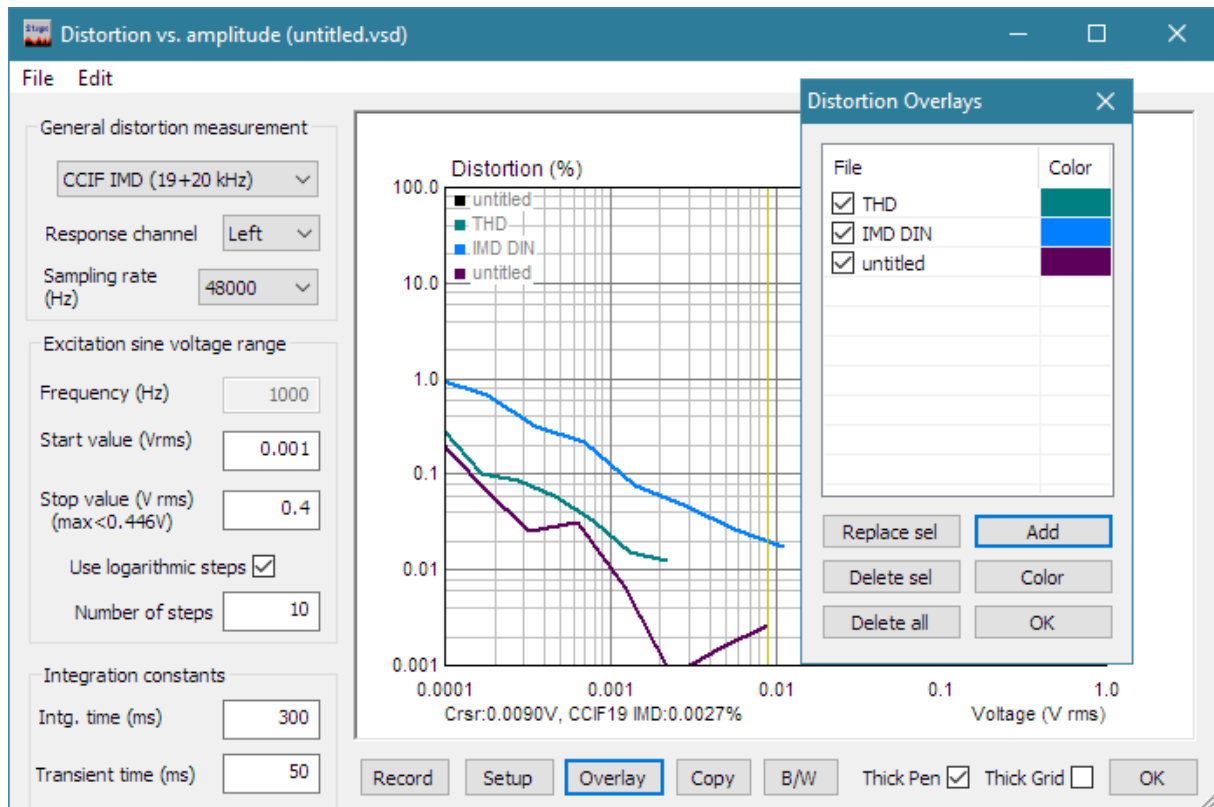 Steps
Distortion vs. amplitude (untitled.vsd)
File Edit
General distortion measurement
CCIF IMD (19+20 kHz)
Response channel Left
Sampling rate (Hz) 48000
Excitation sine voltage range
Frequency (Hz) 1000
Start value (Vrms) 0.001
Stop value (V rms) 0.4
(max<0.446V)
Use logarithmic steps
Number of steps 10
Integration constants
Intg. time (ms) 300
Transient time (ms) 50
Distortion (%)
100.0
10.0
1.0
0.1
0.01
0.001
untitled
THD
IMD DIN
untitled
0.0001 0.001 0.01 0.1 1.0
Crsr:0.0090V, CCIF19 IMD:0.0027% Voltage (V rms)
Record Setup Overlay Copy B/W Thick Pen Thick Grid OK
Distortion Overlays
File Color
THD
IMD DIN
untitled
Replace sel Add
Delete sel Color
Delete all OK